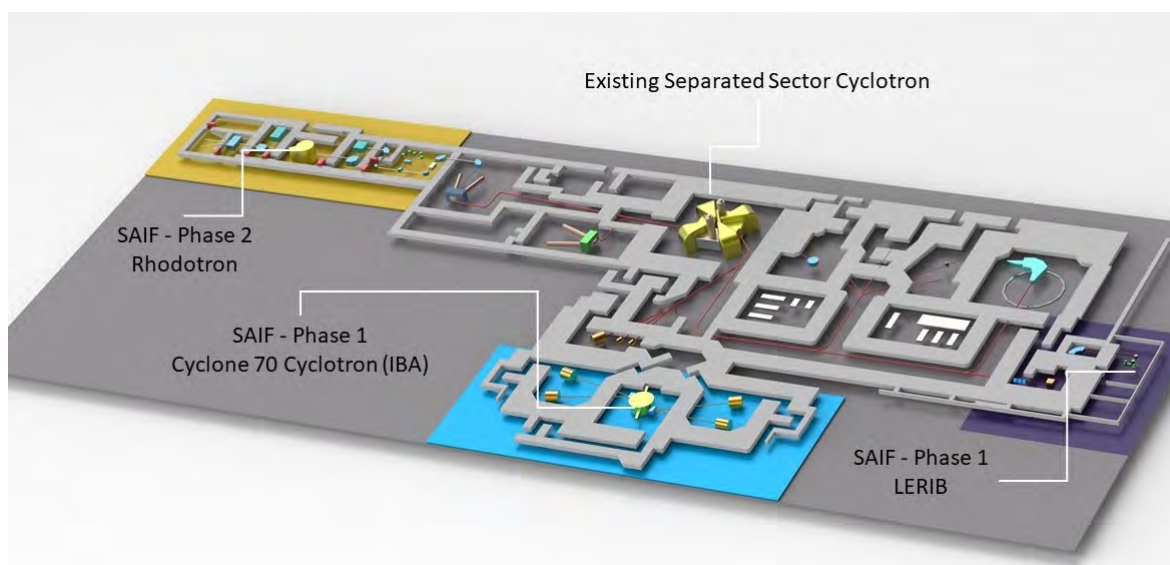 Existing Separated Sector Cyclotron
SAIF - Phase 2
Rhodotron
SAIF - Phase 1
Cyclone 70 Cyclotron (IBA)
SAIF - Phase 1
LERIB